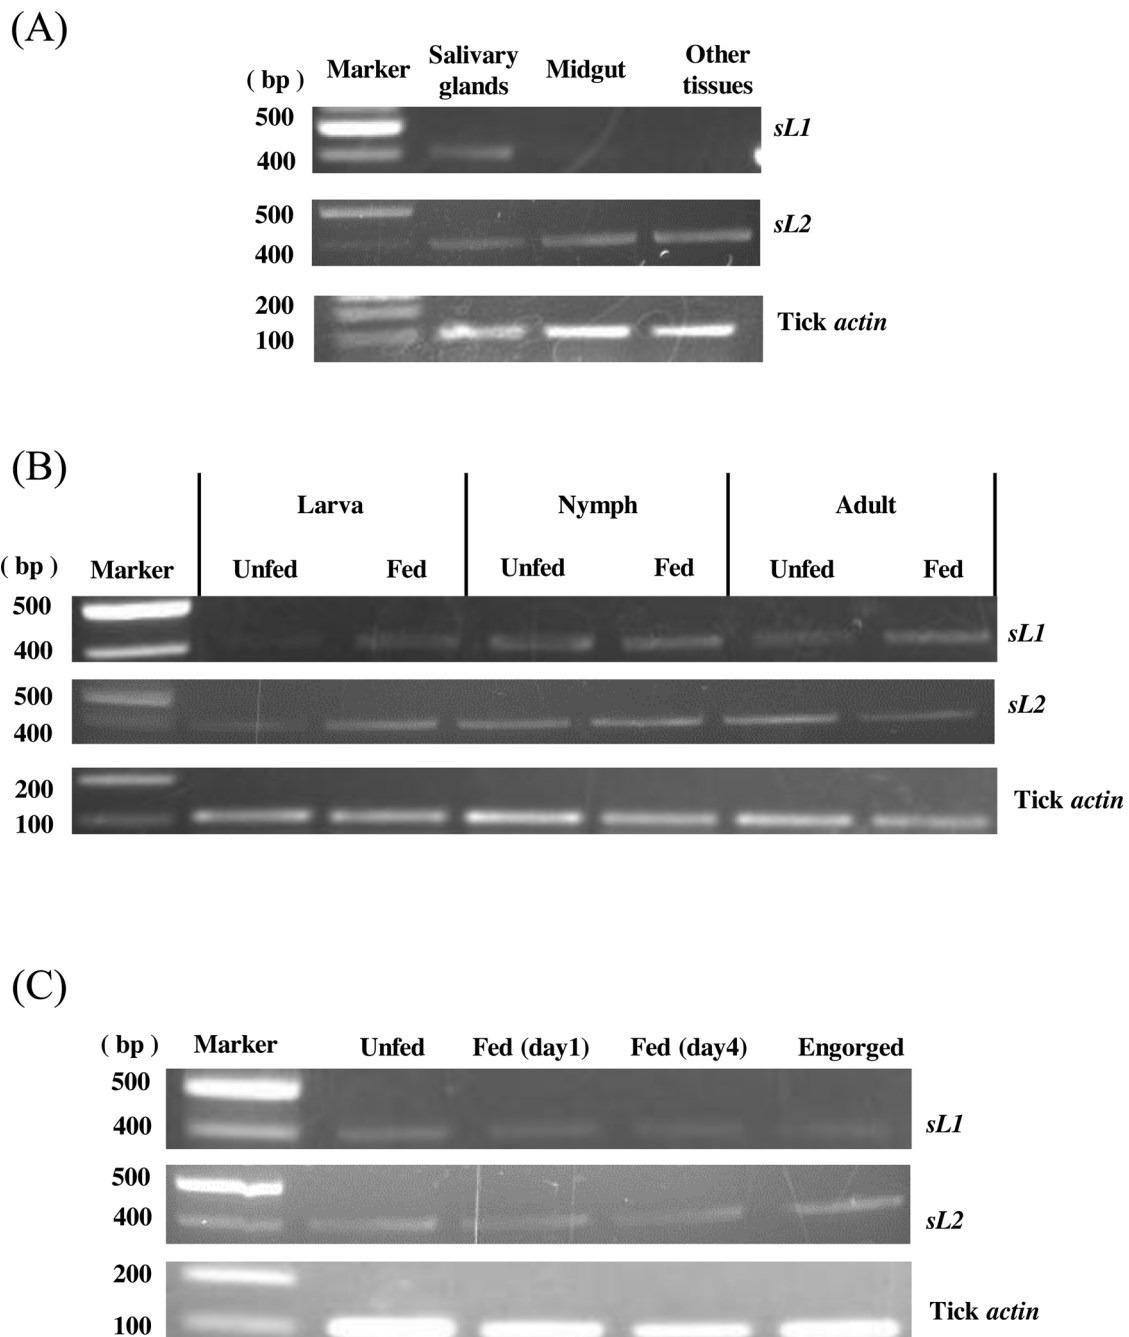 (A)
( bp ) Marker Salivary glands Midgut Other tissues
500
400
sL1
500
400
sL2
200
100
Tick actin
(B)
Larva Nymph Adult
( bp ) Marker Unfed Fed Unfed Fed Unfed Fed
500
400
sL1
500
400
sL2
200
100
Tick actin
(C)
( bp ) Marker Unfed Fed (day1) Fed (day4) Engorged
500
400
sL1
500
400
sL2
200
100
Tick actin